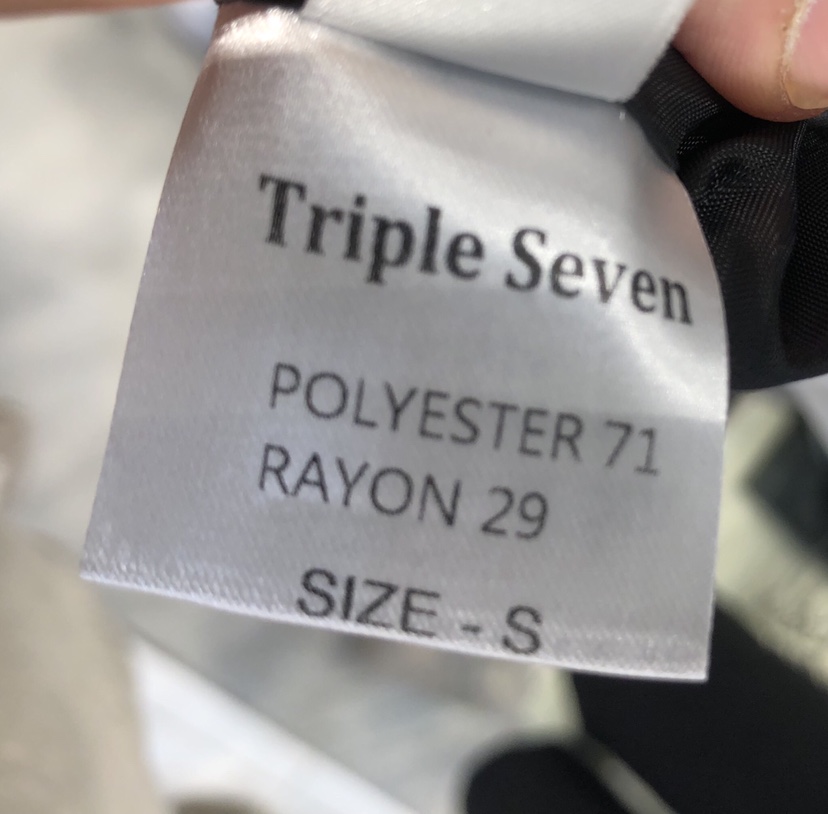 Triple Seven
POLYESTER 71
RAYON 29
SIZE - S